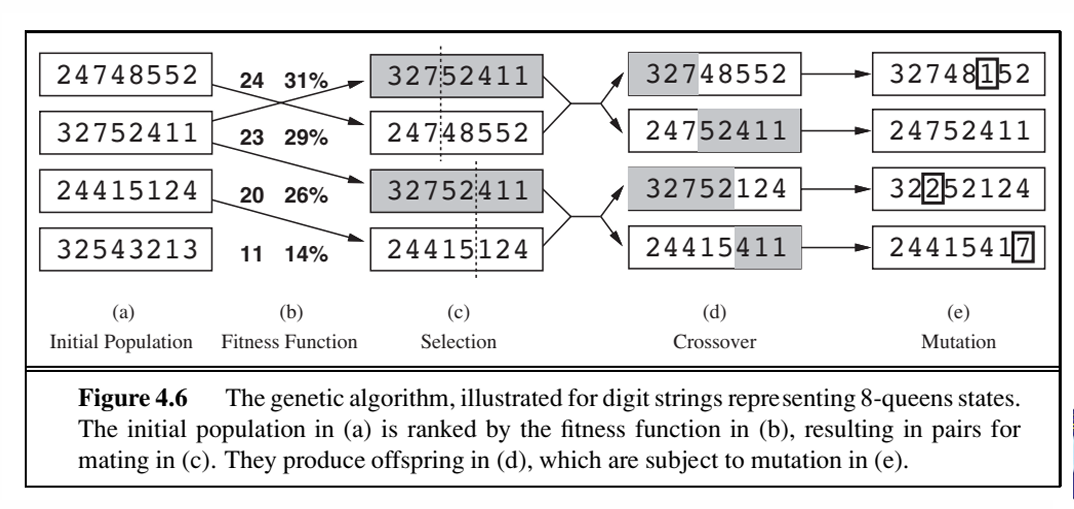 24748552 24 31% 32752411 32748552 32748152
32752411 23 29% 24748552 24752411 24752411
24415124 20 26% 32752411 32752124 32252124
32543213 11 14% 24415124 24415411 24415417
(a) (b) (c) (d) (e)
Initial Population Fitness Function Selection Crossover Mutation
Figure 4.6 The genetic algorithm, illustrated for digit strings representing 8-queens states.
The initial population in (a) is ranked by the fitness function in (b), resulting in pairs for
mating in (c). They produce offspring in (d), which are subject to mutation in (e).